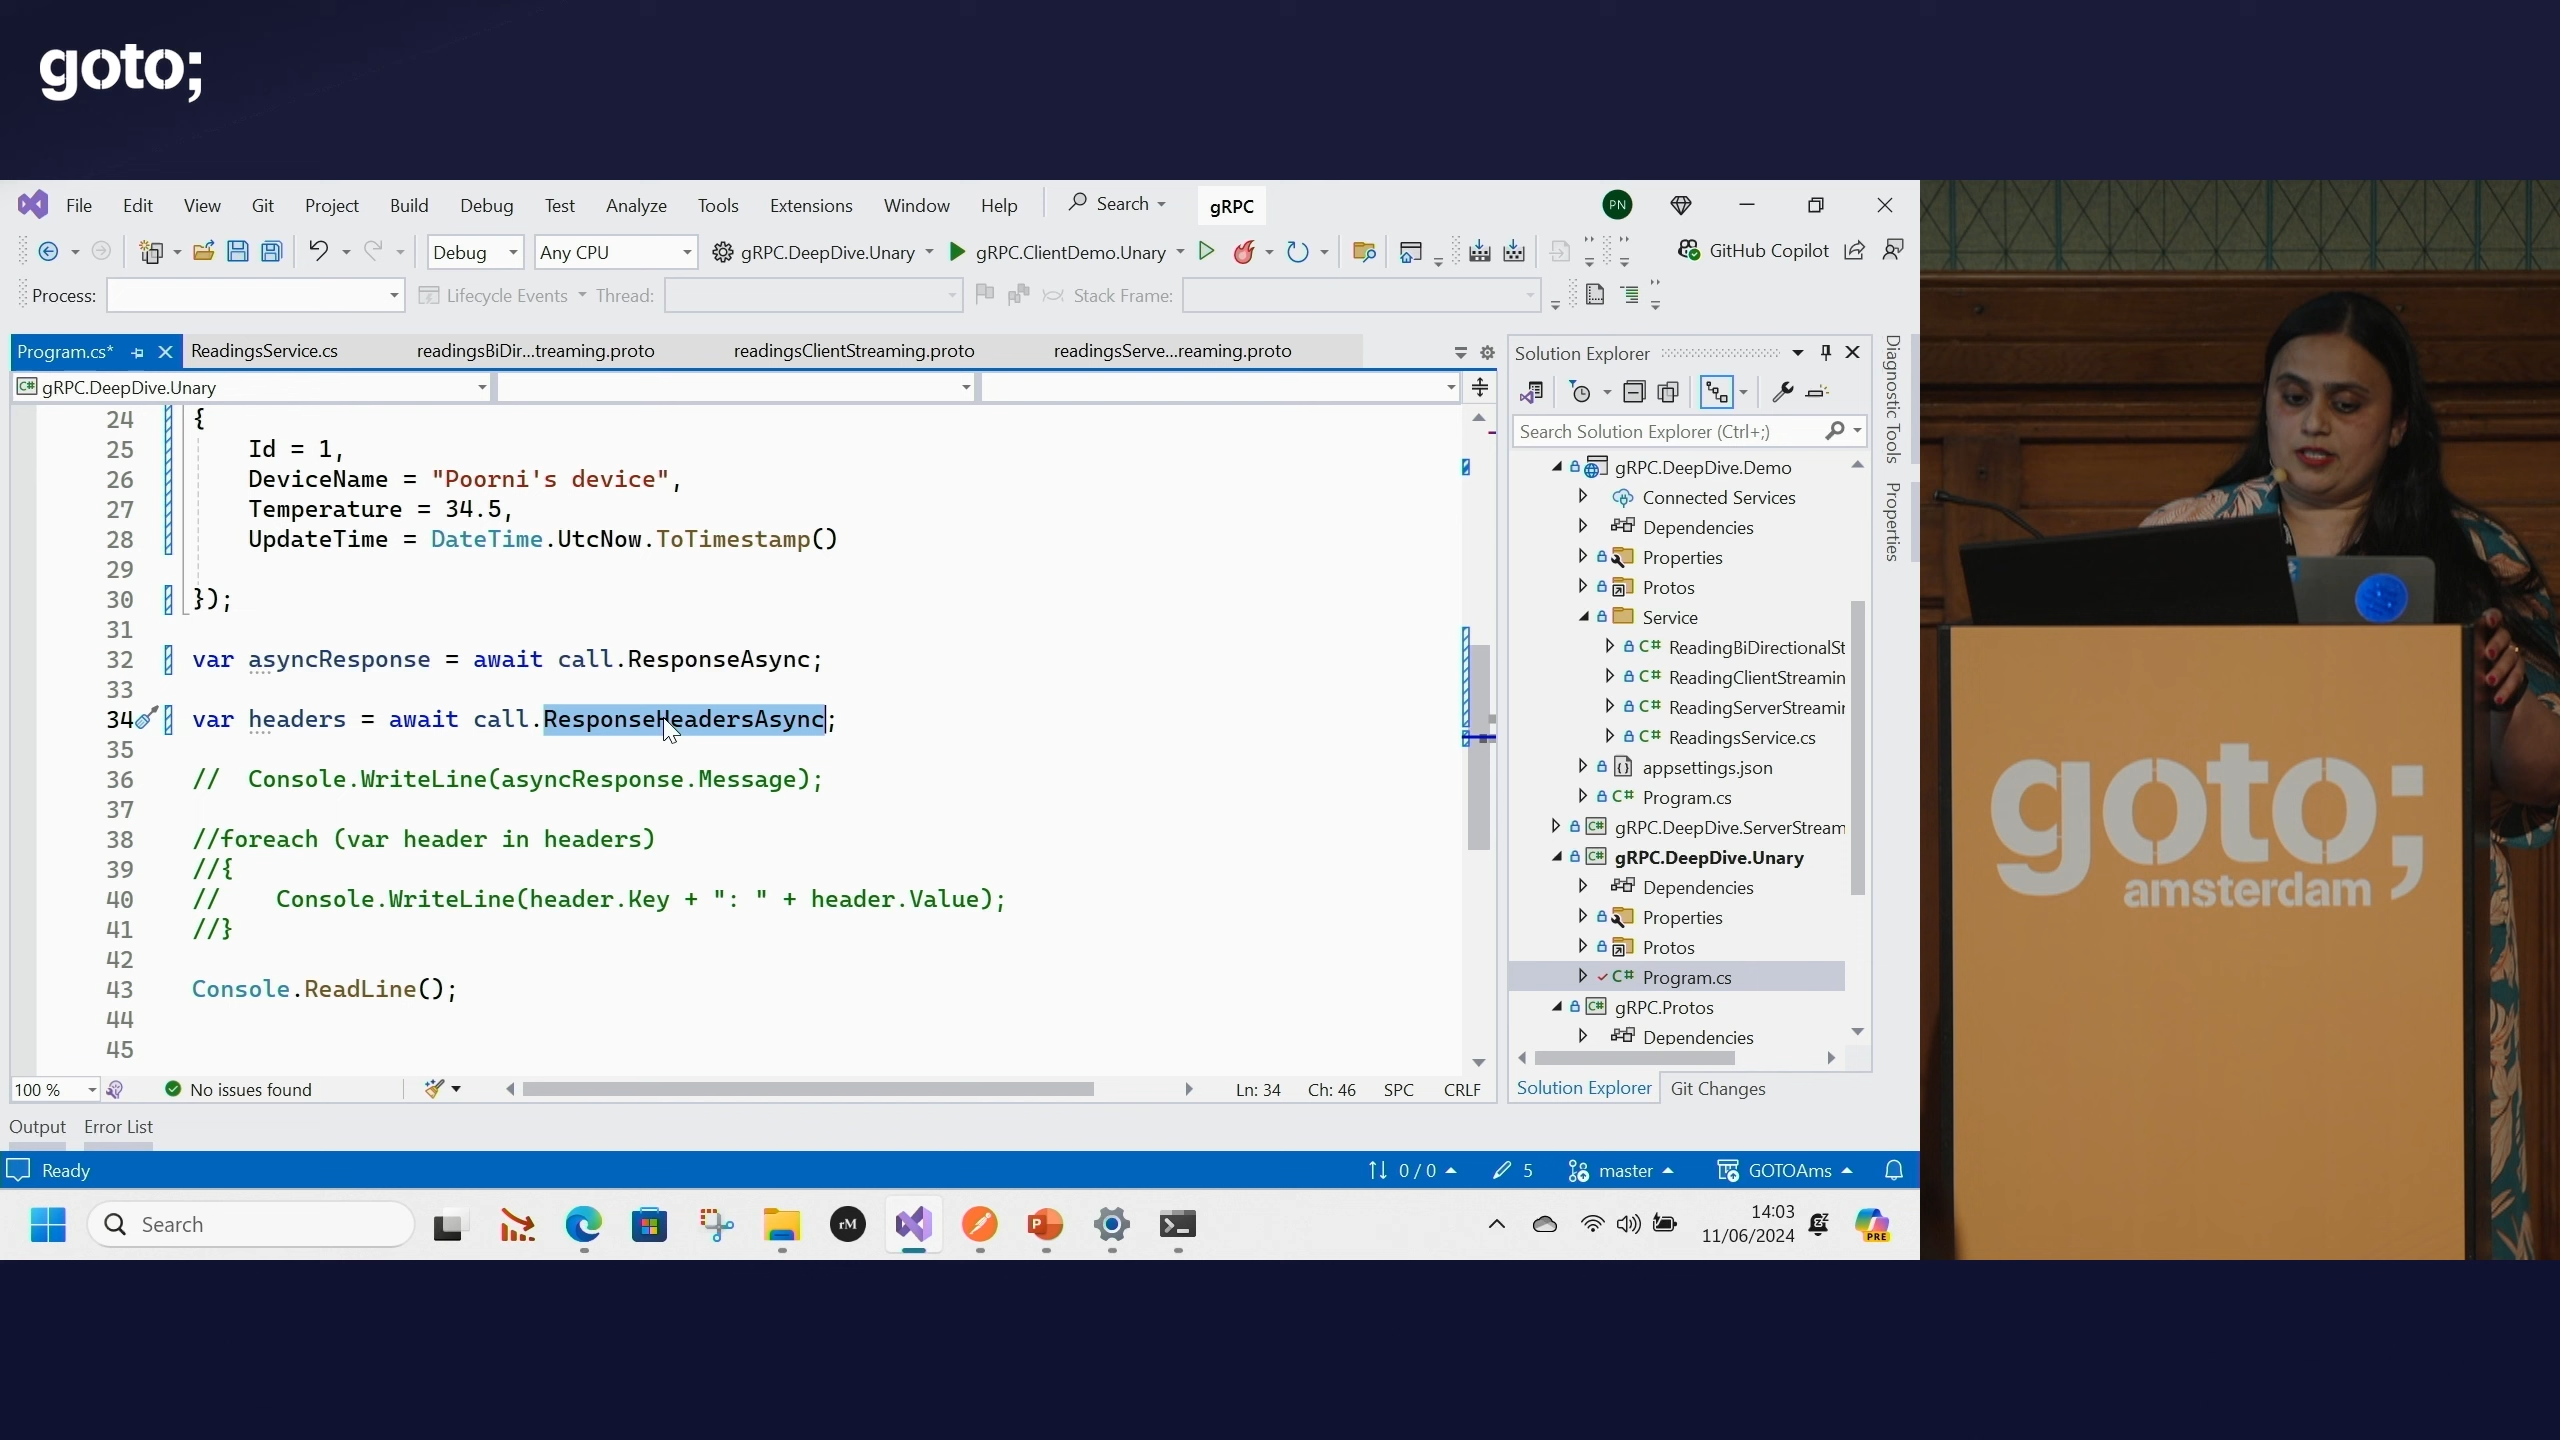 goto;
File Edit View Git Project Build Debug Test Analyze Tools Extensions Window Help Search gRPC PN
Debug Any CPU gRPC.DeepDive.Unary gRPC.ClientDemo.Unary GitHub Copilot
Process: Lifecycle Events Thread: Stack Frame:
Program.cs* ReadingsService.cs readingsBiDir...treaming.proto readingsClientStreaming.proto readingsServe...reaming.proto
gRPC.DeepDive.Unary
24 {
25 Id = 1,
26 DeviceName = "Poorni's device",
27 Temperature = 34.5,
28 UpdateTime = DateTime.UtcNow.ToTimestamp()
29
30 });
31
32 var asyncResponse = await call.ResponseAsync;
33
34 var headers = await call.ResponseHeadersAsync;
35
36 // Console.WriteLine(asyncResponse.Message);
37
38 //foreach (var header in headers)
39 //{
40 // Console.WriteLine(header.Key + ": " + header.Value);
41 //}
42
43 Console.ReadLine();
44
45
100 % No issues found Ln: 34 Ch: 46 SPC CRLF
Solution Explorer
Search Solution Explorer (Ctrl+;)
gRPC.DeepDive.Demo
Connected Services
Dependencies
Properties
Protos
Service
C# ReadingBiDirectionalSt
C# ReadingClientStreamin
C# ReadingServerStreamin
C# ReadingsService.cs
appsettings.json
C# Program.cs
C# gRPC.DeepDive.ServerStream
C# gRPC.DeepDive.Unary
Dependencies
Properties
Protos
C# Program.cs
C# gRPC.Protos
Dependencies
Solution Explorer Git Changes
Diagnostic Tools
Properties
Output Error List
Ready 0 / 0 5 master GOTOAms
Search rM P 14:03
11/06/2024 PRE
goto;
amsterdam